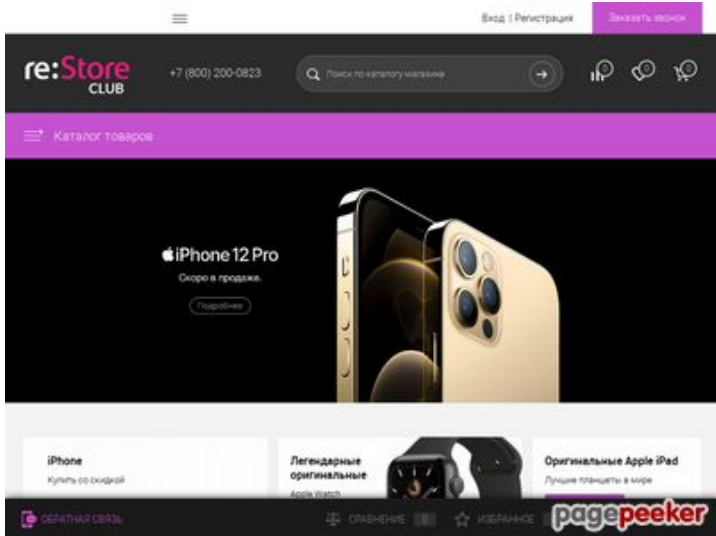 Вход | Регистрация
Заказать звонок
re:Store
CLUB
+7 (800) 200-0823
Поиск по каталогу магазина
0
0
0
Каталог товаров
iPhone 12 Pro
Скоро в продаже.
Подробнее
iPhone
Купить со скидкой
Легендарные
оригинальные
Apple Watch
Оригинальные Apple iPad
Лучшие планшеты в мире
ОБРАТНАЯ СВЯЗЬ
СРАВНЕНИЕ 0
ИЗБРАННОЕ
pagepeeker